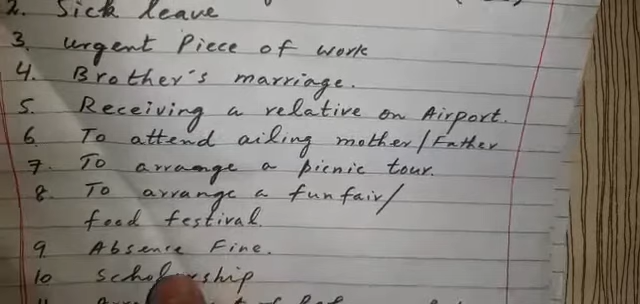 2. Sick leave
3. urgent Piece of work
4. Brother's marriage.
5. Receiving a relative on Airport.
6. To attend ailing mother/Father
7. To arrange a picnic tour.
8. To arrange a funfair/
food festival.
9. Absence Fine.
10 Scholarship